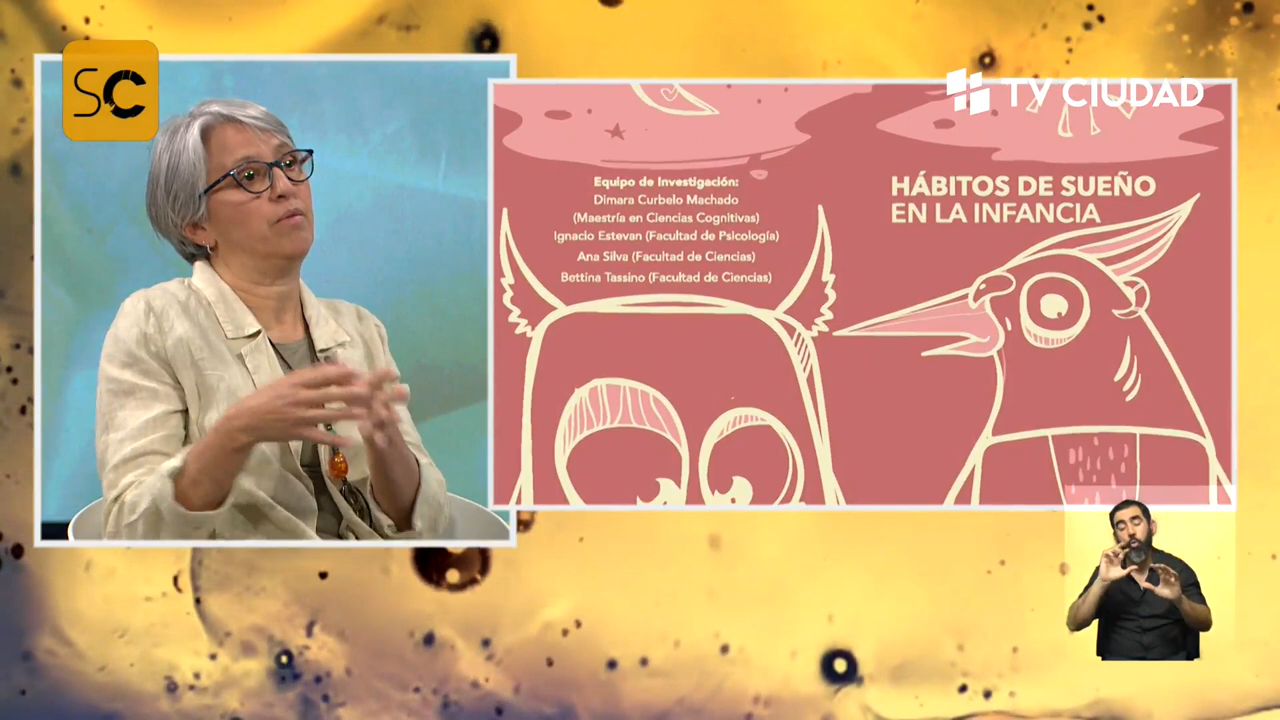 SC
TV CIUDAD
Equipo de Investigación:
Dimara Curbelo Machado
(Maestría en Ciencias Cognitivas)
Ignacio Estevan (Facultad de Psicología)
Ana Silva (Facultad de Ciencias)
Bettina Tassino (Facultad de Ciencias)
HÁBITOS DE SUEÑO
EN LA INFANCIA